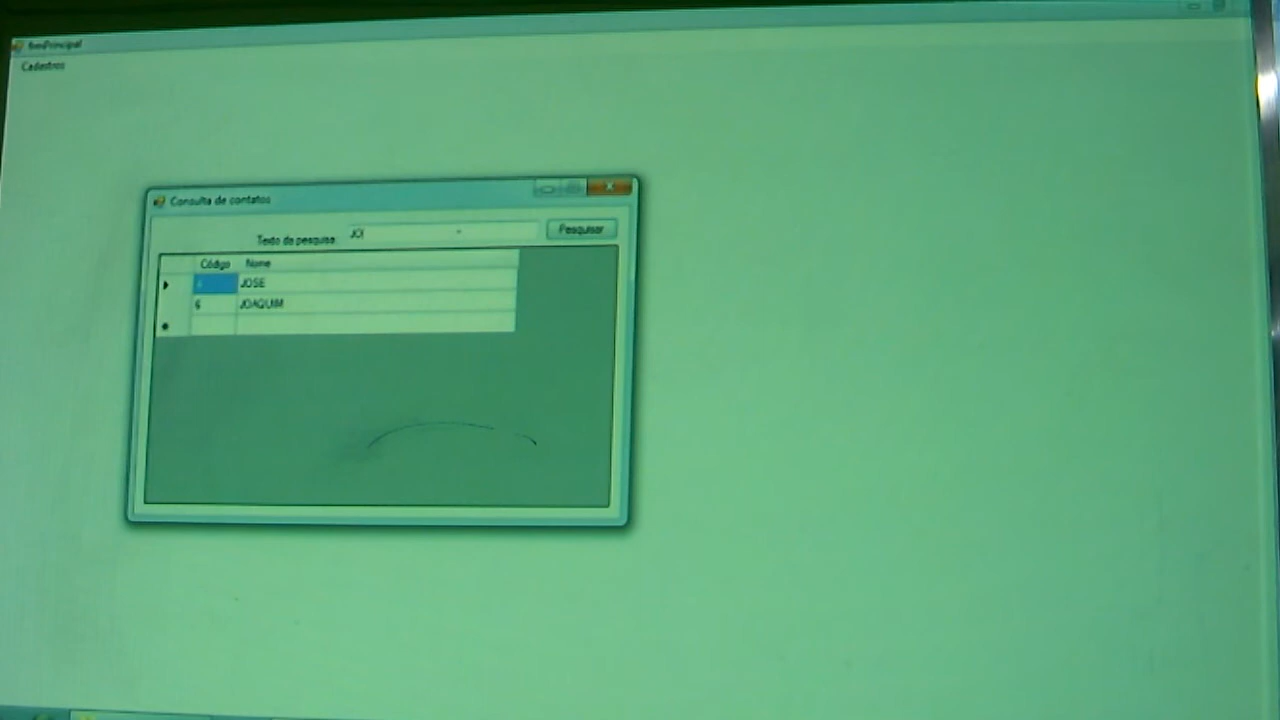 frmPrincipal
Cadastros
Consulta de contatos
Texto da pesquisa: JO Pesquisar
Código Nome
JOSE
6 JOAQUIM